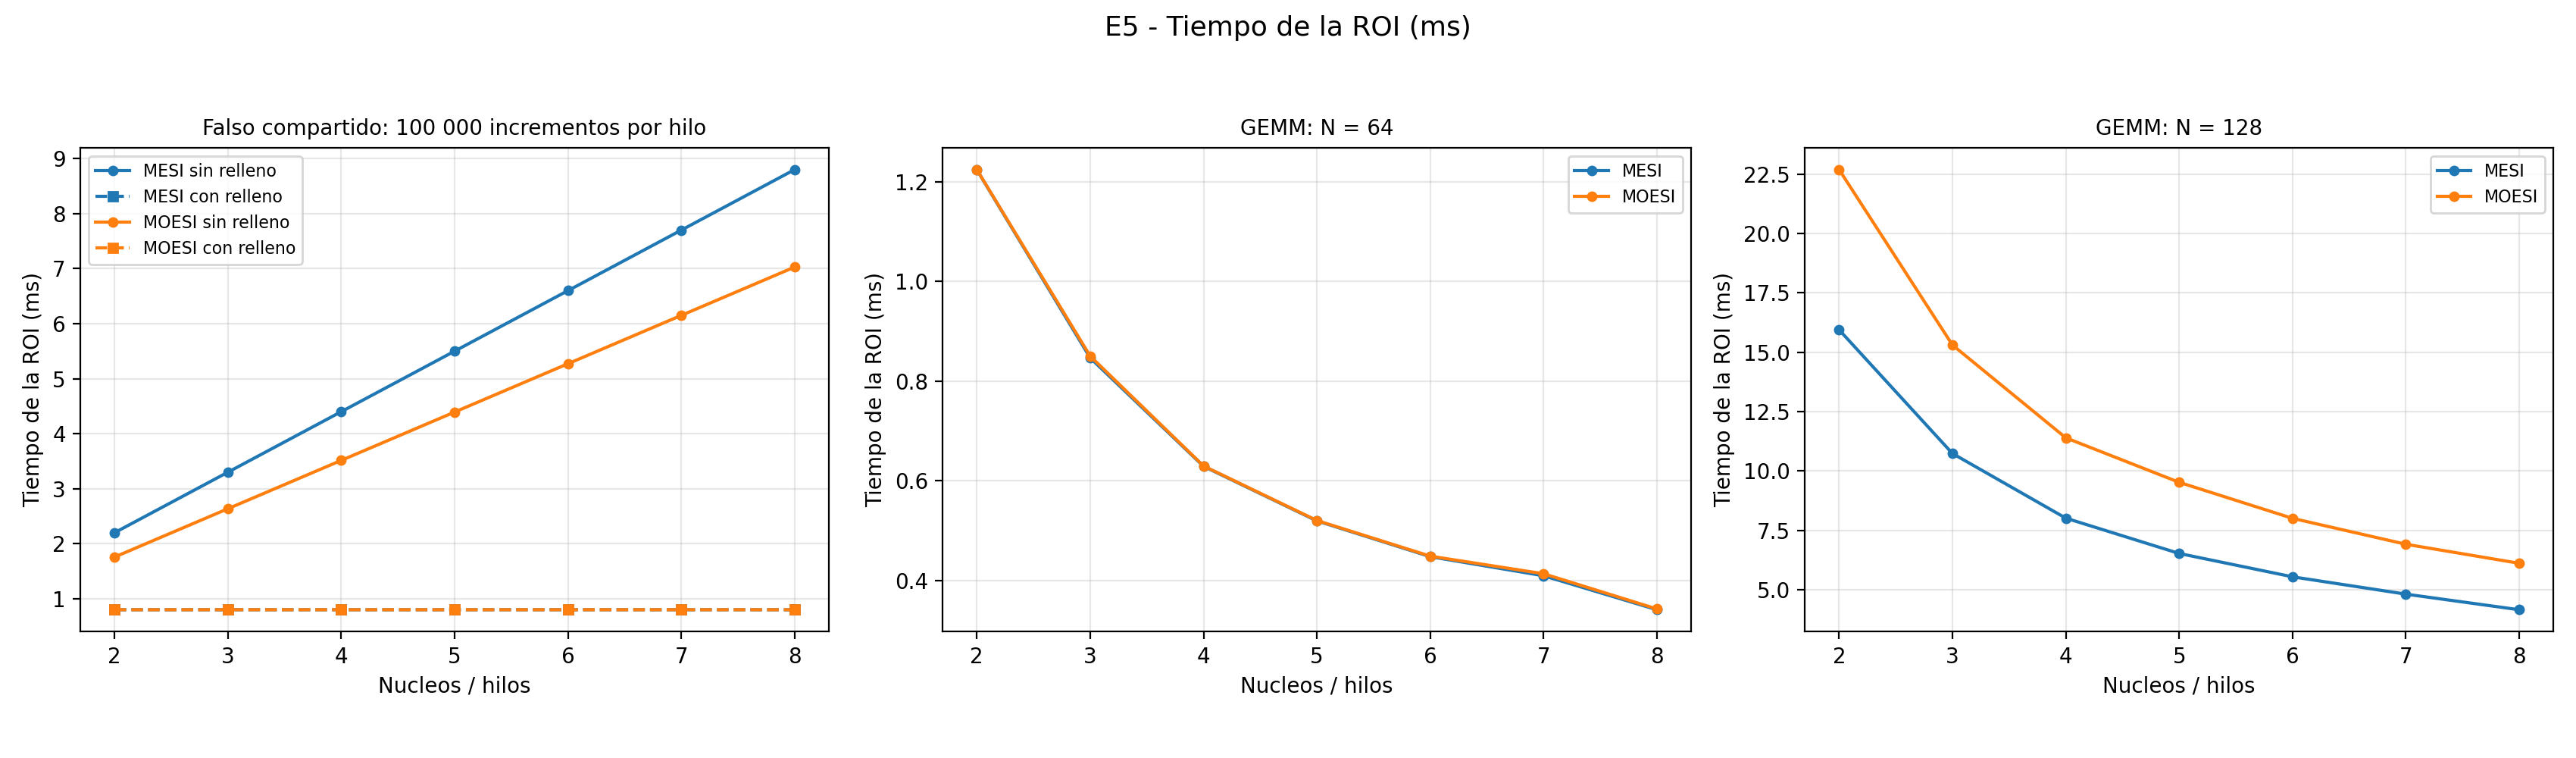 E5 - Tiempo de la ROI (ms)
Falso compartido: 100 000 incrementos por hilo
9
8
7
6
5
4
3
2
1
Tiempo de la ROI (ms)
MESI sin relleno
MESI con relleno
MOESI sin relleno
MOESI con relleno
2 3 4 5 6 7 8
Nucleos / hilos
GEMM: N = 64
1.2
1.0
0.8
0.6
0.4
Tiempo de la ROI (ms)
MESI
MOESI
2 3 4 5 6 7 8
Nucleos / hilos
GEMM: N = 128
22.5
20.0
17.5
15.0
12.5
10.0
7.5
5.0
Tiempo de la ROI (ms)
MESI
MOESI
2 3 4 5 6 7 8
Nucleos / hilos